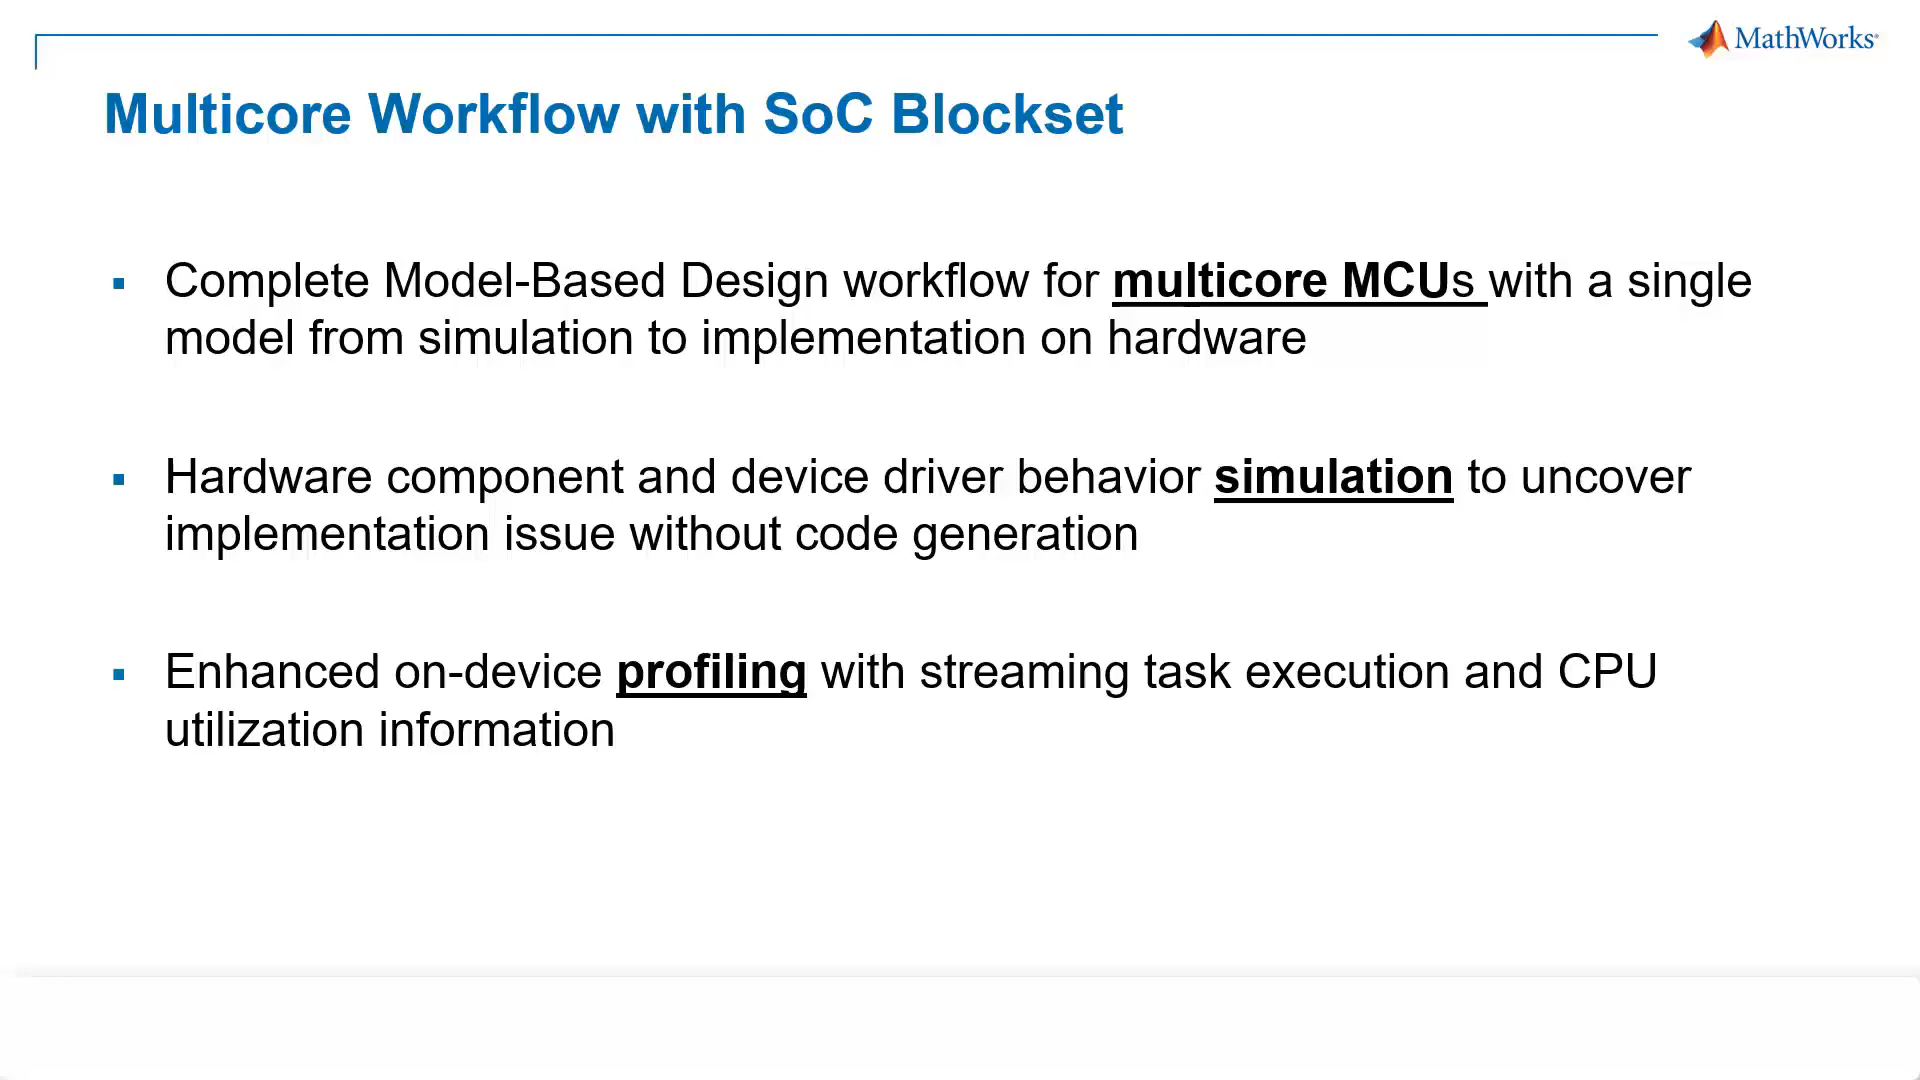 MathWorks®
Multicore Workflow with SoC Blockset
▪ Complete Model-Based Design workflow for multicore MCUs with a single
model from simulation to implementation on hardware
▪ Hardware component and device driver behavior simulation to uncover
implementation issue without code generation
▪ Enhanced on-device profiling with streaming task execution and CPU
utilization information